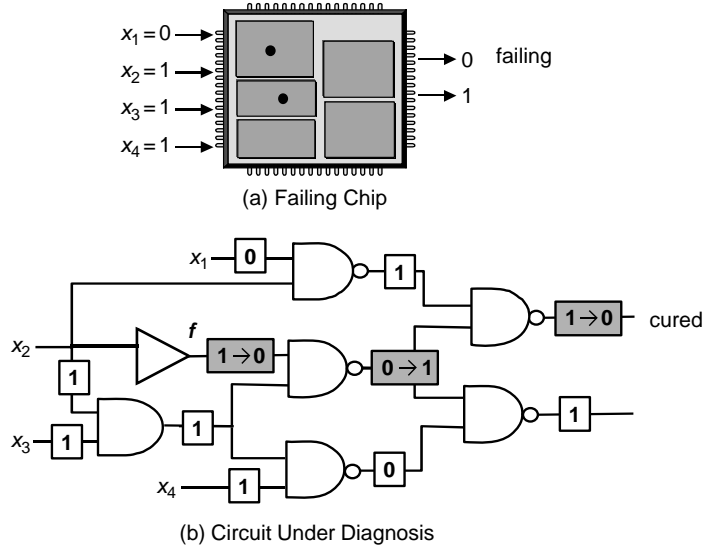 x1 = 0
x2 = 1
x3 = 1
x4 = 1
0 failing
1
(a) Failing Chip
x1 0 1
1→0 cured
x2 f 1→0 0→1
1
x3 1 1 1
x4 1 0
(b) Circuit Under Diagnosis